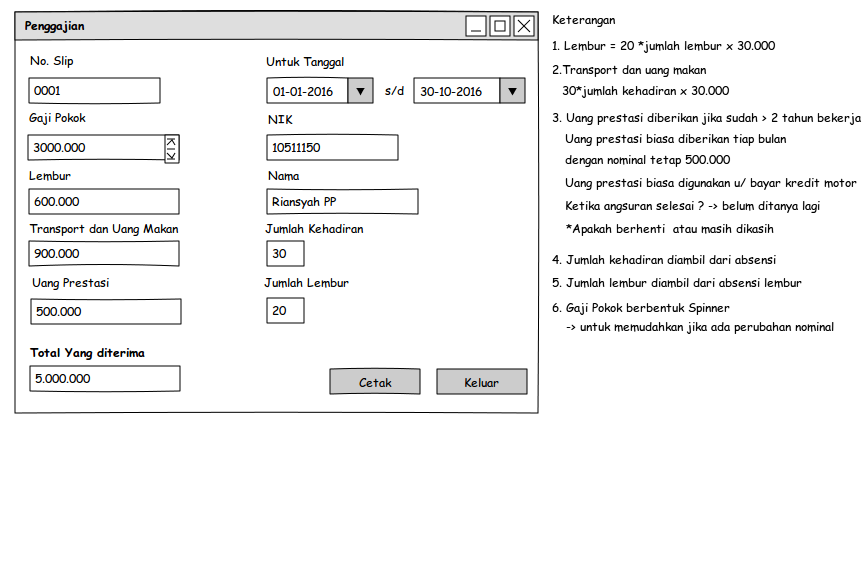 Penggajian
No. Slip
Untuk Tanggal
0001
01-01-2016 s/d 30-10-2016
Gaji Pokok
NIK
3000.000
10511150
Lembur
Nama
600.000
Riansyah PP
Transport dan Uang Makan
Jumlah Kehadiran
900.000
30
Uang Prestasi
Jumlah Lembur
500.000
20
Total Yang diterima
5.000.000
Cetak
Keluar
Keterangan
1. Lembur = 20 *jumlah lembur x 30.000
2.Transport dan uang makan
30*jumlah kehadiran x 30.000
3. Uang prestasi diberikan jika sudah > 2 tahun bekerja
Uang prestasi biasa diberikan tiap bulan
dengan nominal tetap 500.000
Uang prestasi biasa digunakan u/ bayar kredit motor
Ketika angsuran selesai ? -> belum ditanya lagi
*Apakah berhenti atau masih dikasih
4. Jumlah kehadiran diambil dari absensi
5. Jumlah lembur diambil dari absensi lembur
6. Gaji Pokok berbentuk Spinner
-> untuk memudahkan jika ada perubahan nominal